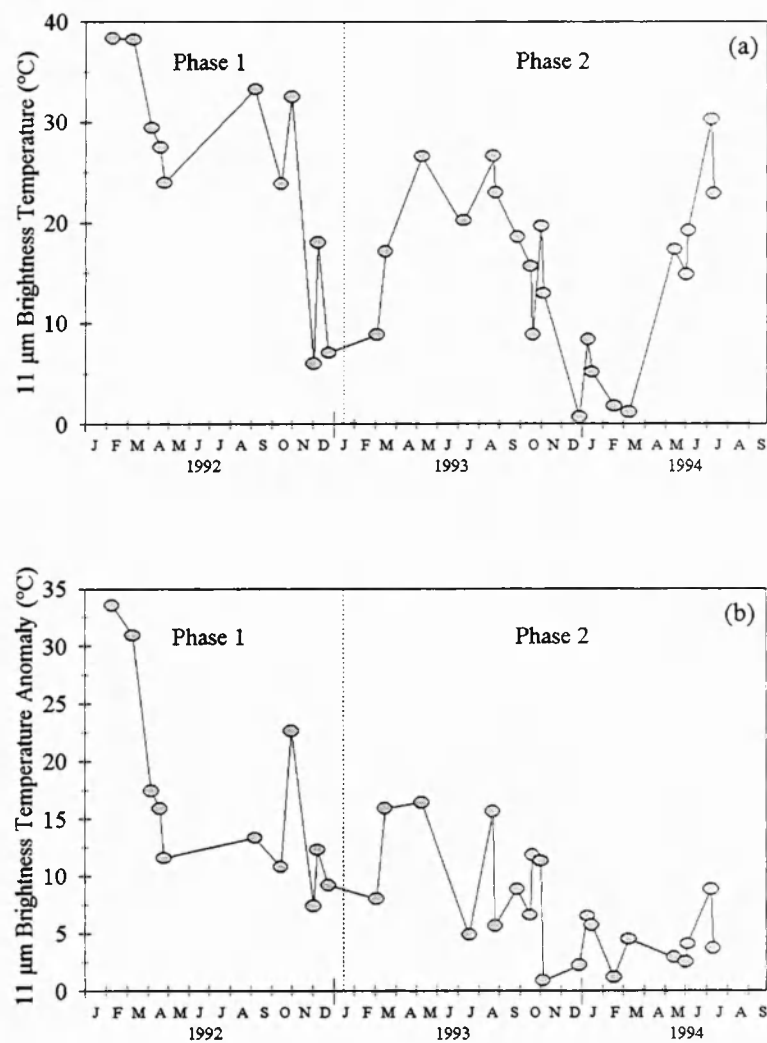 (a)
Phase 1 Phase 2
11 µm Brightness Temperature (°C)
40
30
20
10
0
J F M A M J J A S O N D J F M A M J J A S O N D J F M A M J J A S
1992 1993 1994
(b)
Phase 1 Phase 2
11 µm Brightness Temperature Anomaly (°C)
35
30
25
20
15
10
5
0
J F M A M J J A S O N D J F M A M J J A S O N D J F M A M J J A S
1992 1993 1994